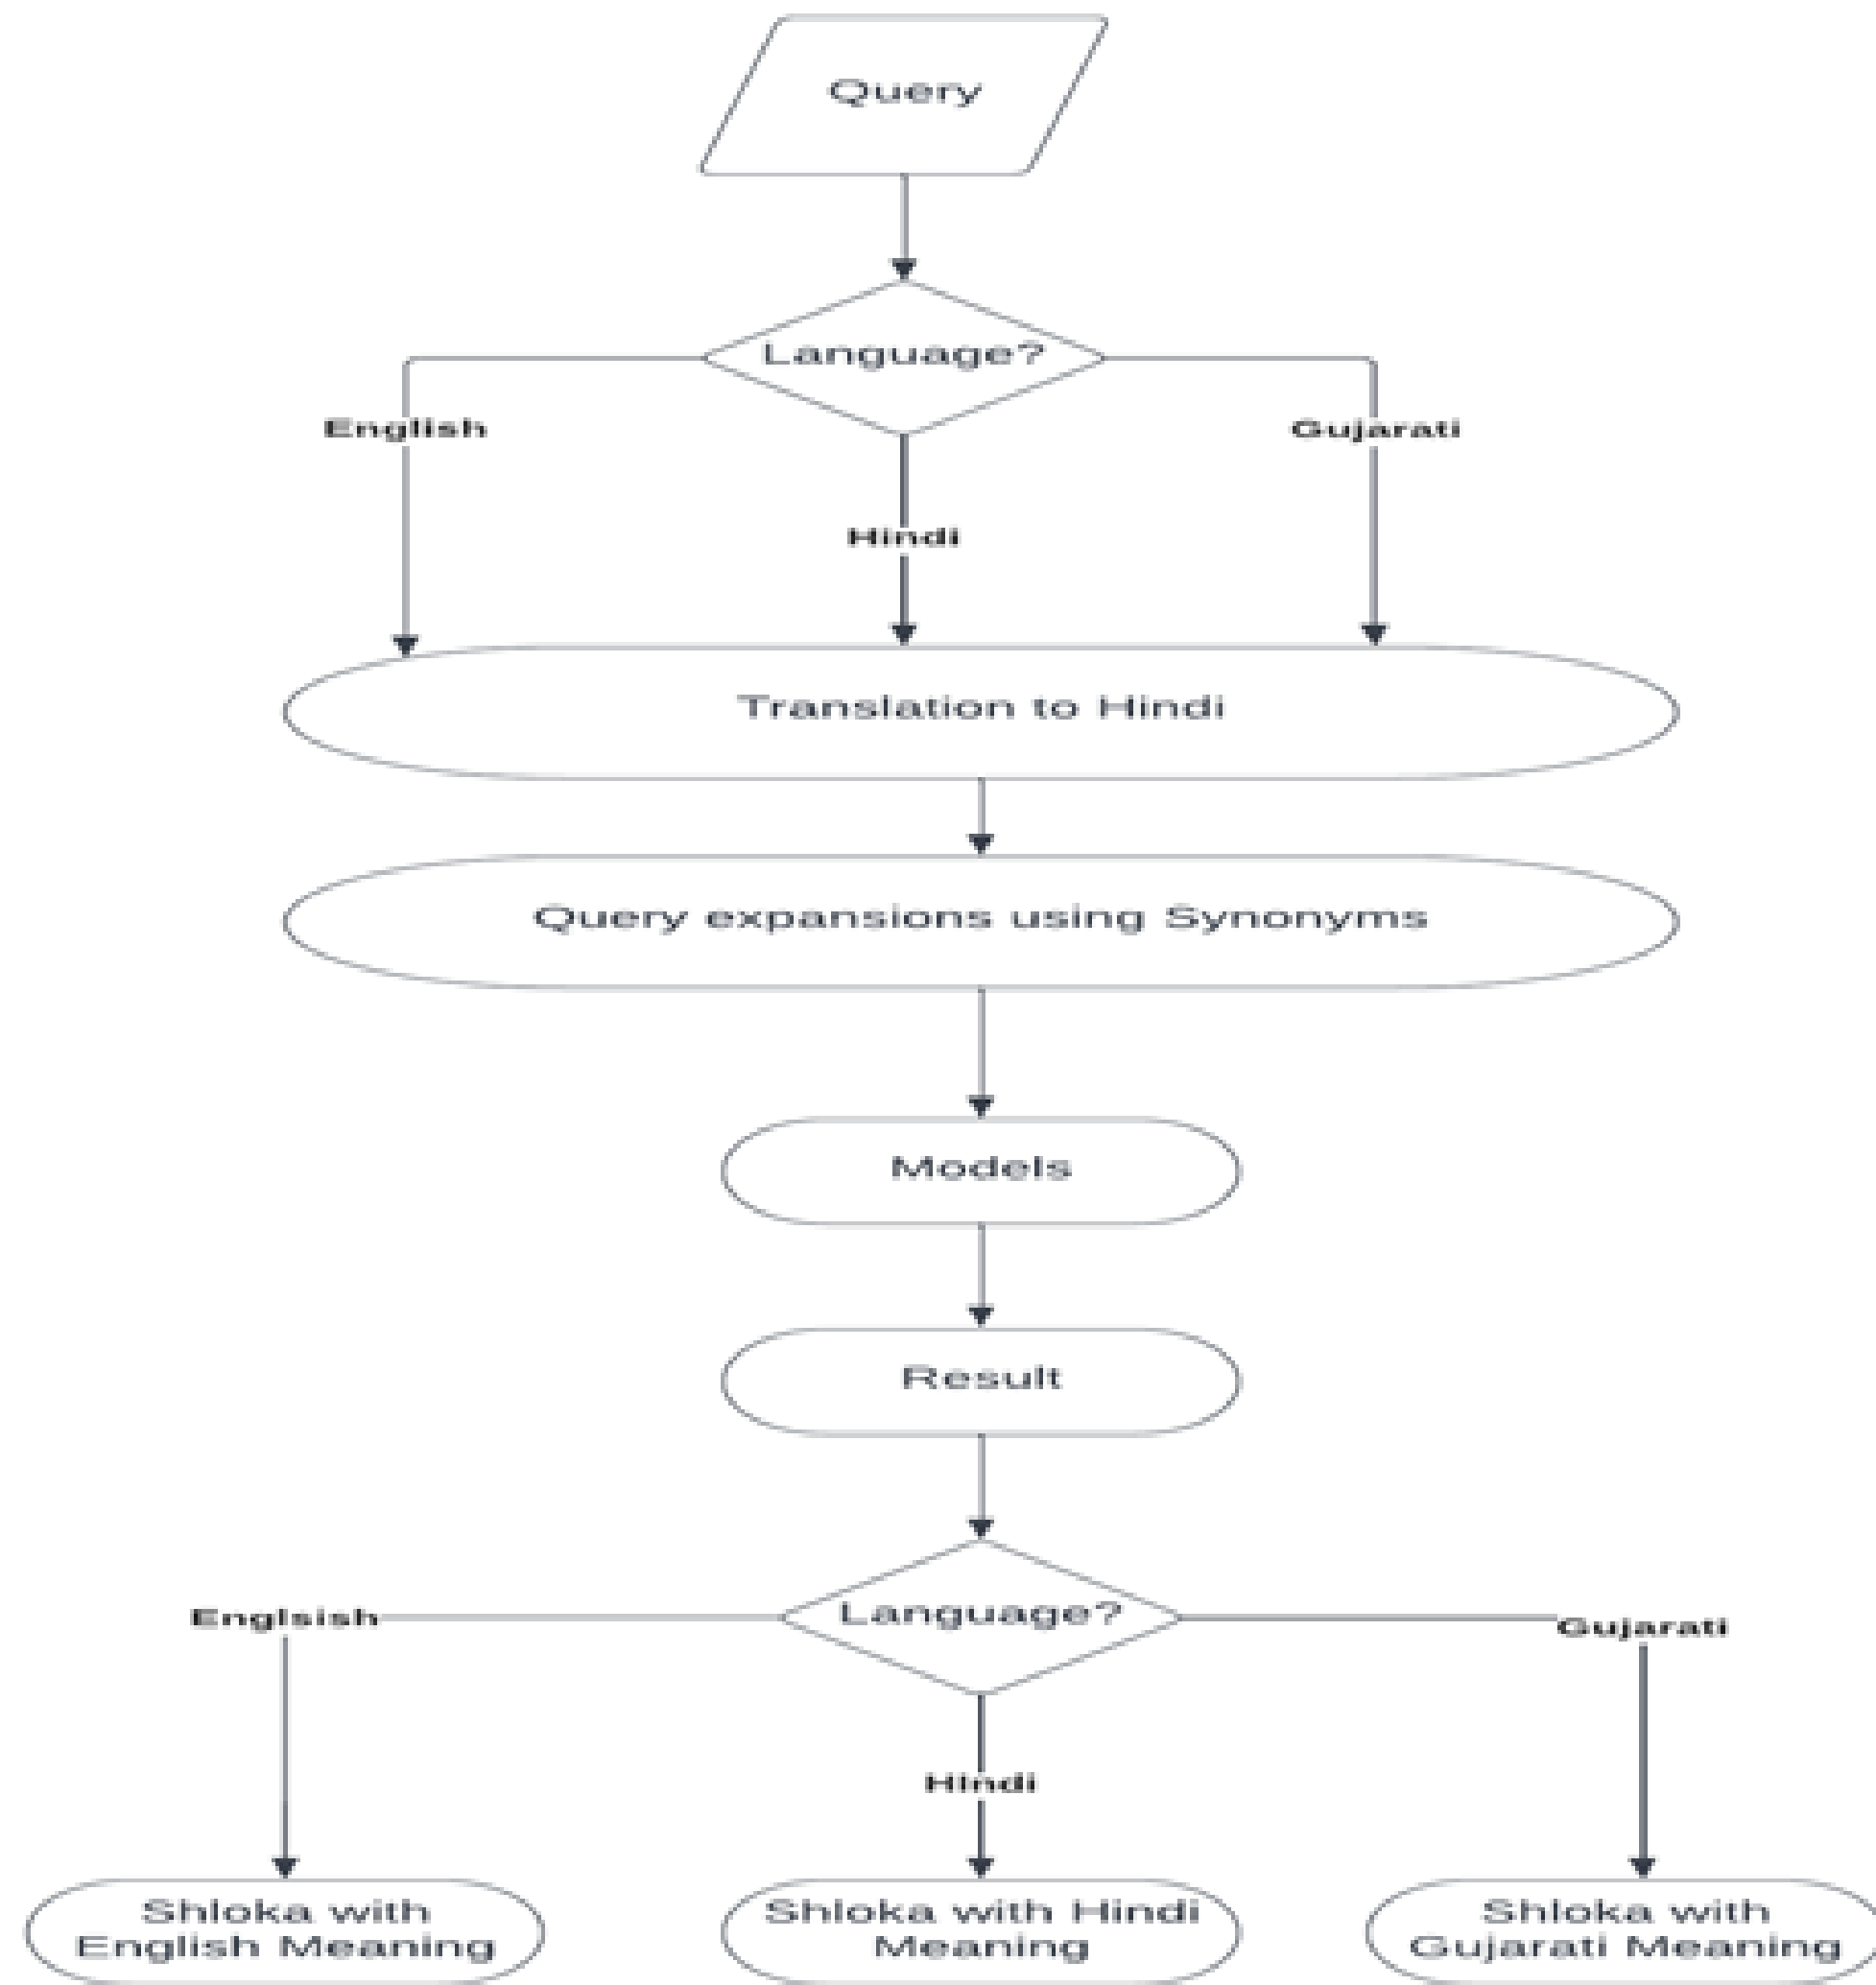 Query
Language?
English
Gujarati
Hindi
Translation to Hindi
Query expansions using Synonyms
Models
Result
Language?
Englsish
Gujarati
Hindi
Shloka with
English Meaning
Shloka with Hindi
Meaning
Shloka with
Gujarati Meaning